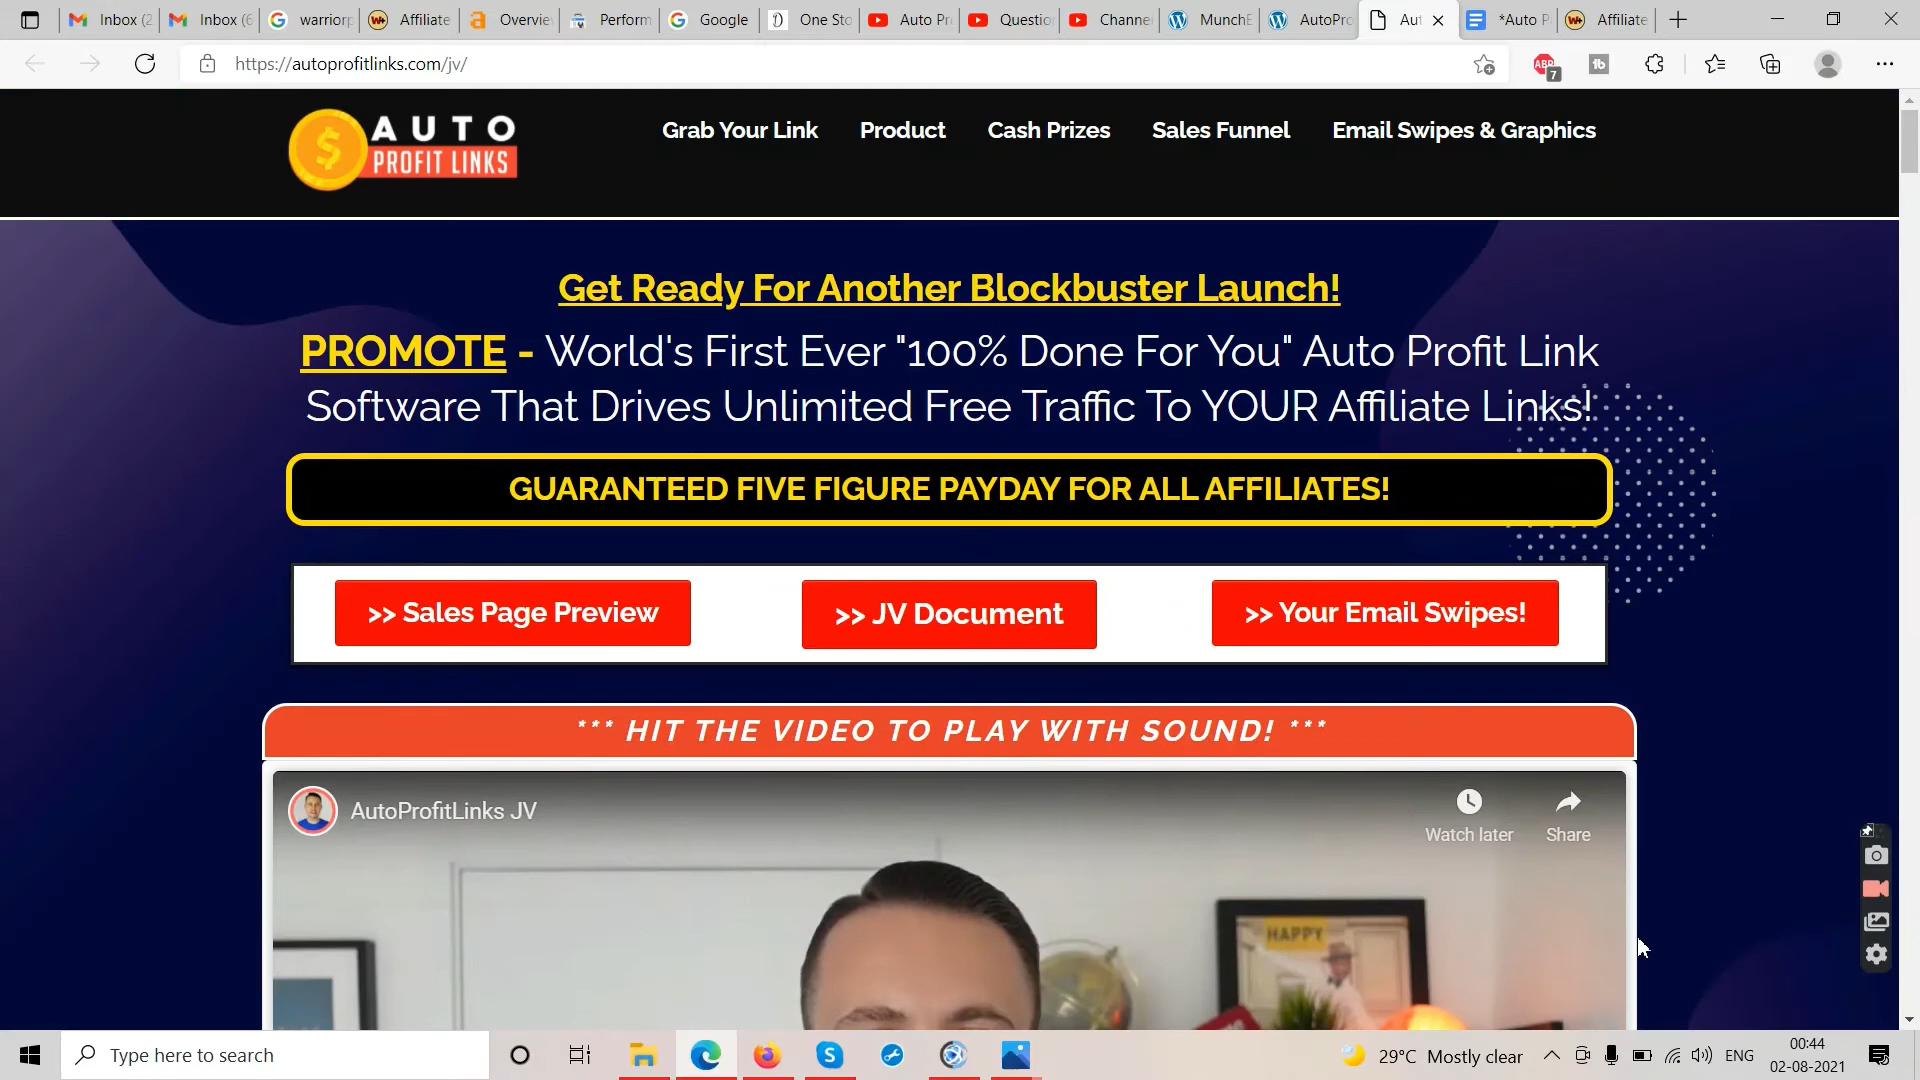 Inbox (2
Inbox (6
warriorp
Affiliate
Overvie
Perform
Google
One Sto
Auto Pr
Questio
Channe
MunchE
AutoPro
Aut
*Auto P
Affiliate
https://autoprofitlinks.com/jv/
ABP
7
tb
$
AUTO
PROFIT LINKS
Grab Your Link
Product
Cash Prizes
Sales Funnel
Email Swipes & Graphics
Get Ready For Another Blockbuster Launch!
PROMOTE - World's First Ever "100% Done For You" Auto Profit Link
Software That Drives Unlimited Free Traffic To YOUR Affiliate Links!
GUARANTEED FIVE FIGURE PAYDAY FOR ALL AFFILIATES!
>> Sales Page Preview
>> JV Document
>> Your Email Swipes!
*** HIT THE VIDEO TO PLAY WITH SOUND! ***
AutoProfitLinks JV
Watch later
Share
HAPPY
Type here to search
29°C Mostly clear
ENG
00:44
02-08-2021